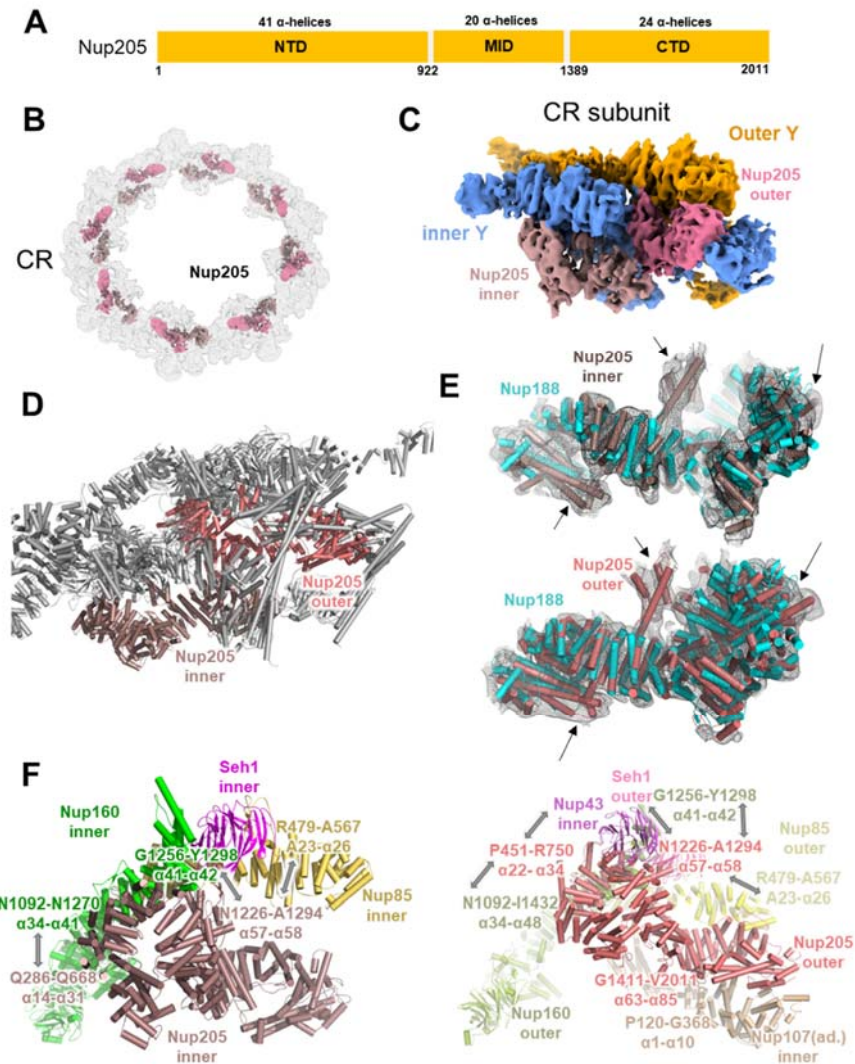 A
41 α-helices
20 α-helices
24 α-helices
Nup205
NTD
MID
CTD
1
922
1389
2011
B
CR
Nup205
C
CR subunit
Outer Y
Nup205
outer
inner Y
Nup205
inner
D
Nup205
outer
Nup205
inner
E
Nup205
inner
Nup188
Nup205
outer
Nup188
F
Seh1
inner
Nup160
inner
R479-A567
A23-α26
G1256-Y1298
α41-α42
Nup85
inner
N1092-N1270
α34-α41
N1226-A1294
α57-α58
Q286-Q668
α14-α31
Nup205
inner
Seh1
outer
G1256-Y1298
α41-α42
Nup43
inner
Nup85
outer
P451-R750
α22- α34
N1226-A1294
α57-α58
R479-A567
A23-α26
N1092-I1432
α34-α48
Nup205
outer
G1411-V2011
α63-α85
P120-G368
α1-α10
Nup160
outer
Nup107(ad.)
inner